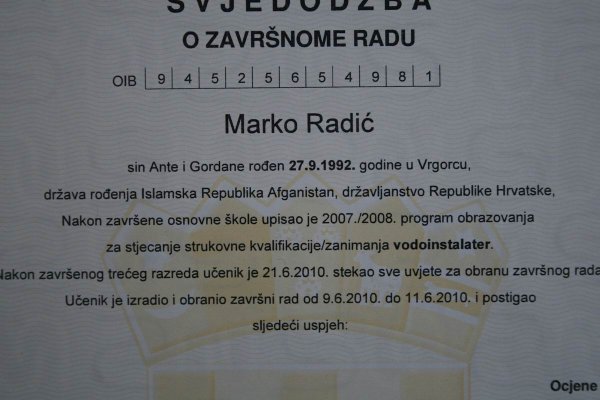 SVJEDODŽBA
O ZAVRŠNOME RADU
OIB 9 4 5 2 5 6 5 4 9 8 1
Marko Radić
sin Ante i Gordane rođen 27.9.1992. godine u Vrgorcu,
država rođenja Islamska Republika Afganistan, državljanstvo Republike Hrvatske,
Nakon završene osnovne škole upisao je 2007./2008. program obrazovanja
za stjecanje strukovne kvalifikacije/zanimanja vodoinstalater.
Nakon završenog trećeg razreda učenik je 21.6.2010. stekao sve uvjete za obranu završnog rada
Učenik je izradio i obranio završni rad od 9.6.2010. do 11.6.2010. i postigao
sljedeći uspjeh:
Ocjene